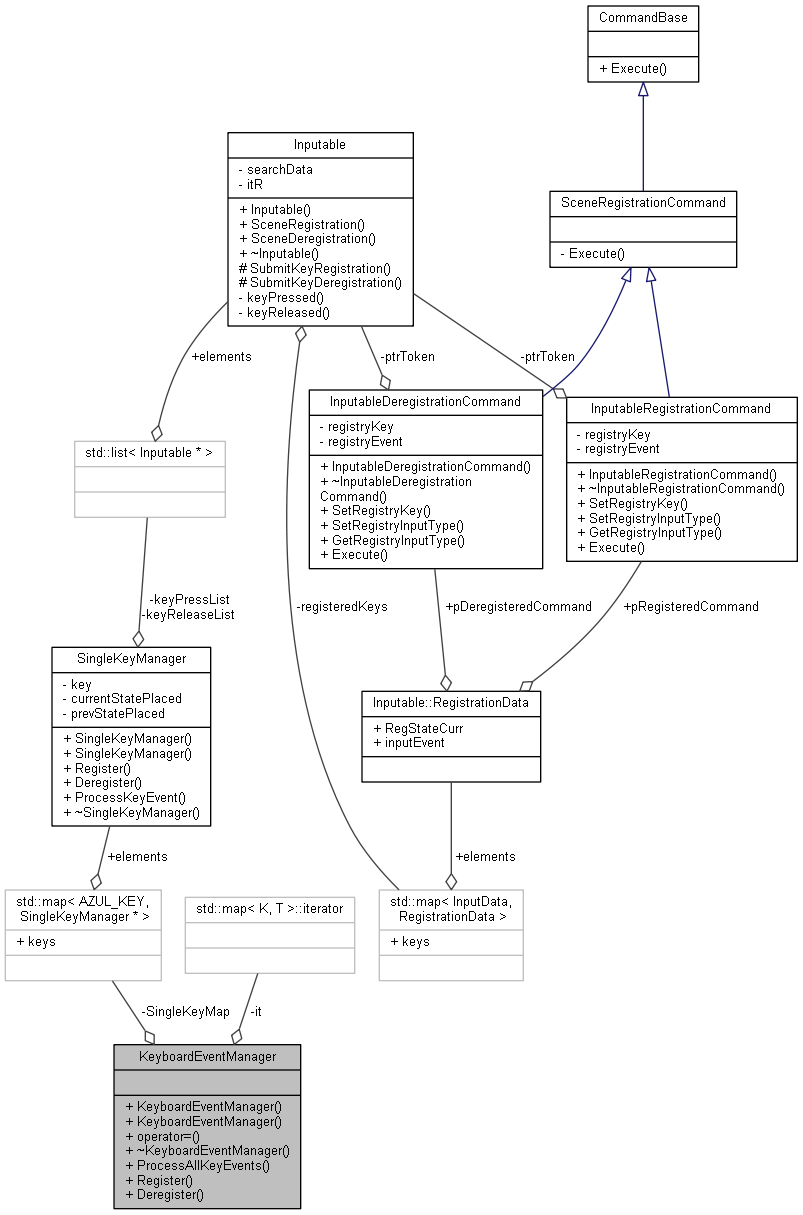 CommandBase
+ Execute()
Inputable
- searchData
- itR
+ Inputable()
+ SceneRegistration()
+ SceneDeregistration()
+ ~Inputable()
# SubmitKeyRegistration()
# SubmitKeyDeregistration()
- keyPressed()
- keyReleased()
SceneRegistrationCommand
- Execute()
+elements
-ptrToken
-ptrToken
InputableDeregistrationCommand
- registryKey
- registryEvent
+ InputableDeregistrationCommand()
+ ~InputableDeregistration
Command()
+ SetRegistryKey()
+ SetRegistryInputType()
+ GetRegistryInputType()
+ Execute()
InputableRegistrationCommand
- registryKey
- registryEvent
+ InputableRegistrationCommand()
+ ~InputableRegistrationCommand()
+ SetRegistryKey()
+ SetRegistryInputType()
+ GetRegistryInputType()
+ Execute()
std::list< Inputable * >
-keyPressList
-keyReleaseList
-registeredKeys
+pDeregisteredCommand
+pRegisteredCommand
SingleKeyManager
- key
- currentStatePlaced
- prevStatePlaced
+ SingleKeyManager()
+ SingleKeyManager()
+ Register()
+ Deregister()
+ ProcessKeyEvent()
+ ~SingleKeyManager()
Inputable::RegistrationData
+ RegStateCurr
+ inputEvent
+elements
+elements
std::map< AZUL_KEY,
SingleKeyManager * >
+ keys
std::map< K, T >::iterator
std::map< InputData,
RegistrationData >
+ keys
-SingleKeyMap
-it
KeyboardEventManager
+ KeyboardEventManager()
+ KeyboardEventManager()
+ operator=()
+ ~KeyboardEventManager()
+ ProcessAllKeyEvents()
+ Register()
+ Deregister()